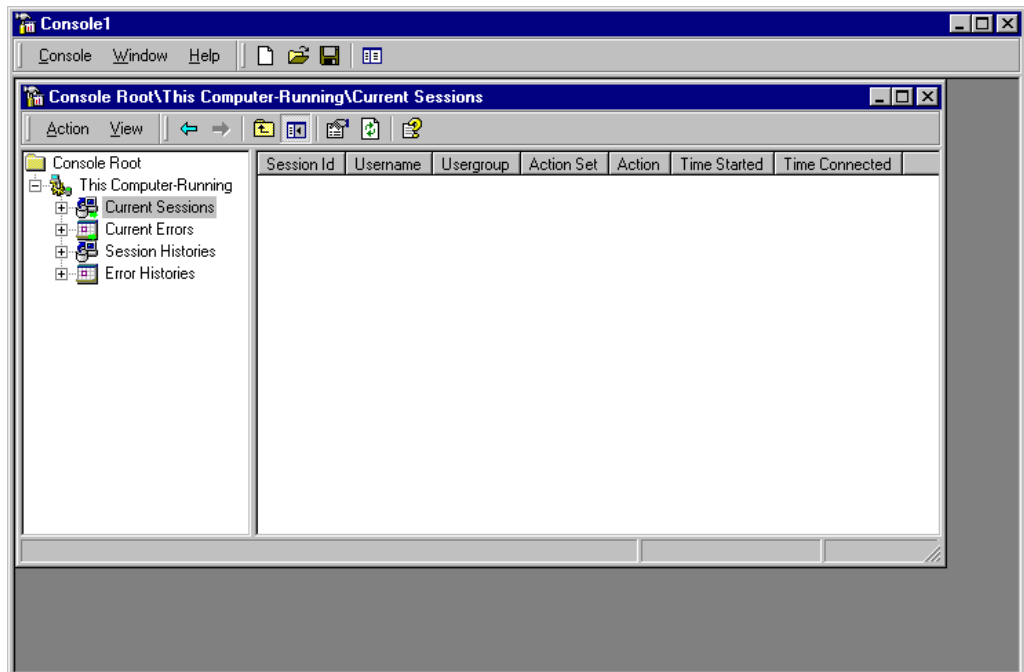 Console1
Console Window Help
Console Root\This Computer-Running\Current Sessions
Action View
Console Root
This Computer-Running
Current Sessions
Current Errors
Session Histories
Error Histories
Session Id Username Usergroup Action Set Action Time Started Time Connected